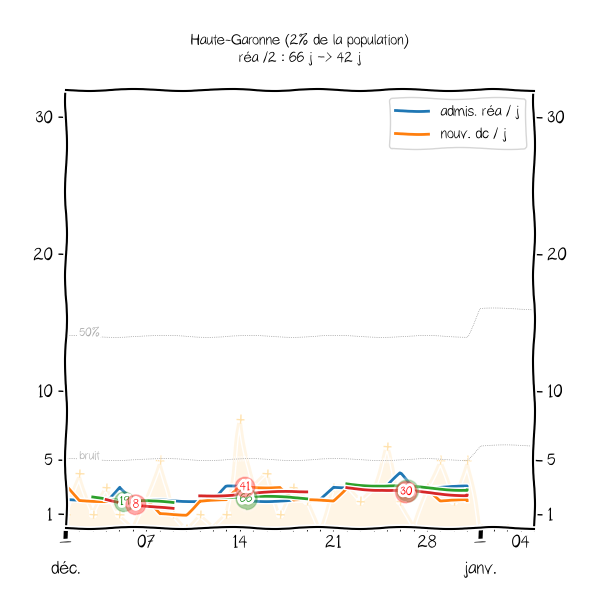 Haute-Garonne (2% de la population)
réa /2 : 66 j -> 42 j
admis. réa / j
nouv. dc / j
30 30
20 20
50%
10 10
bruit
5 5
41
66
8
30
1 1
07 14 21 28 04
déc. janv.